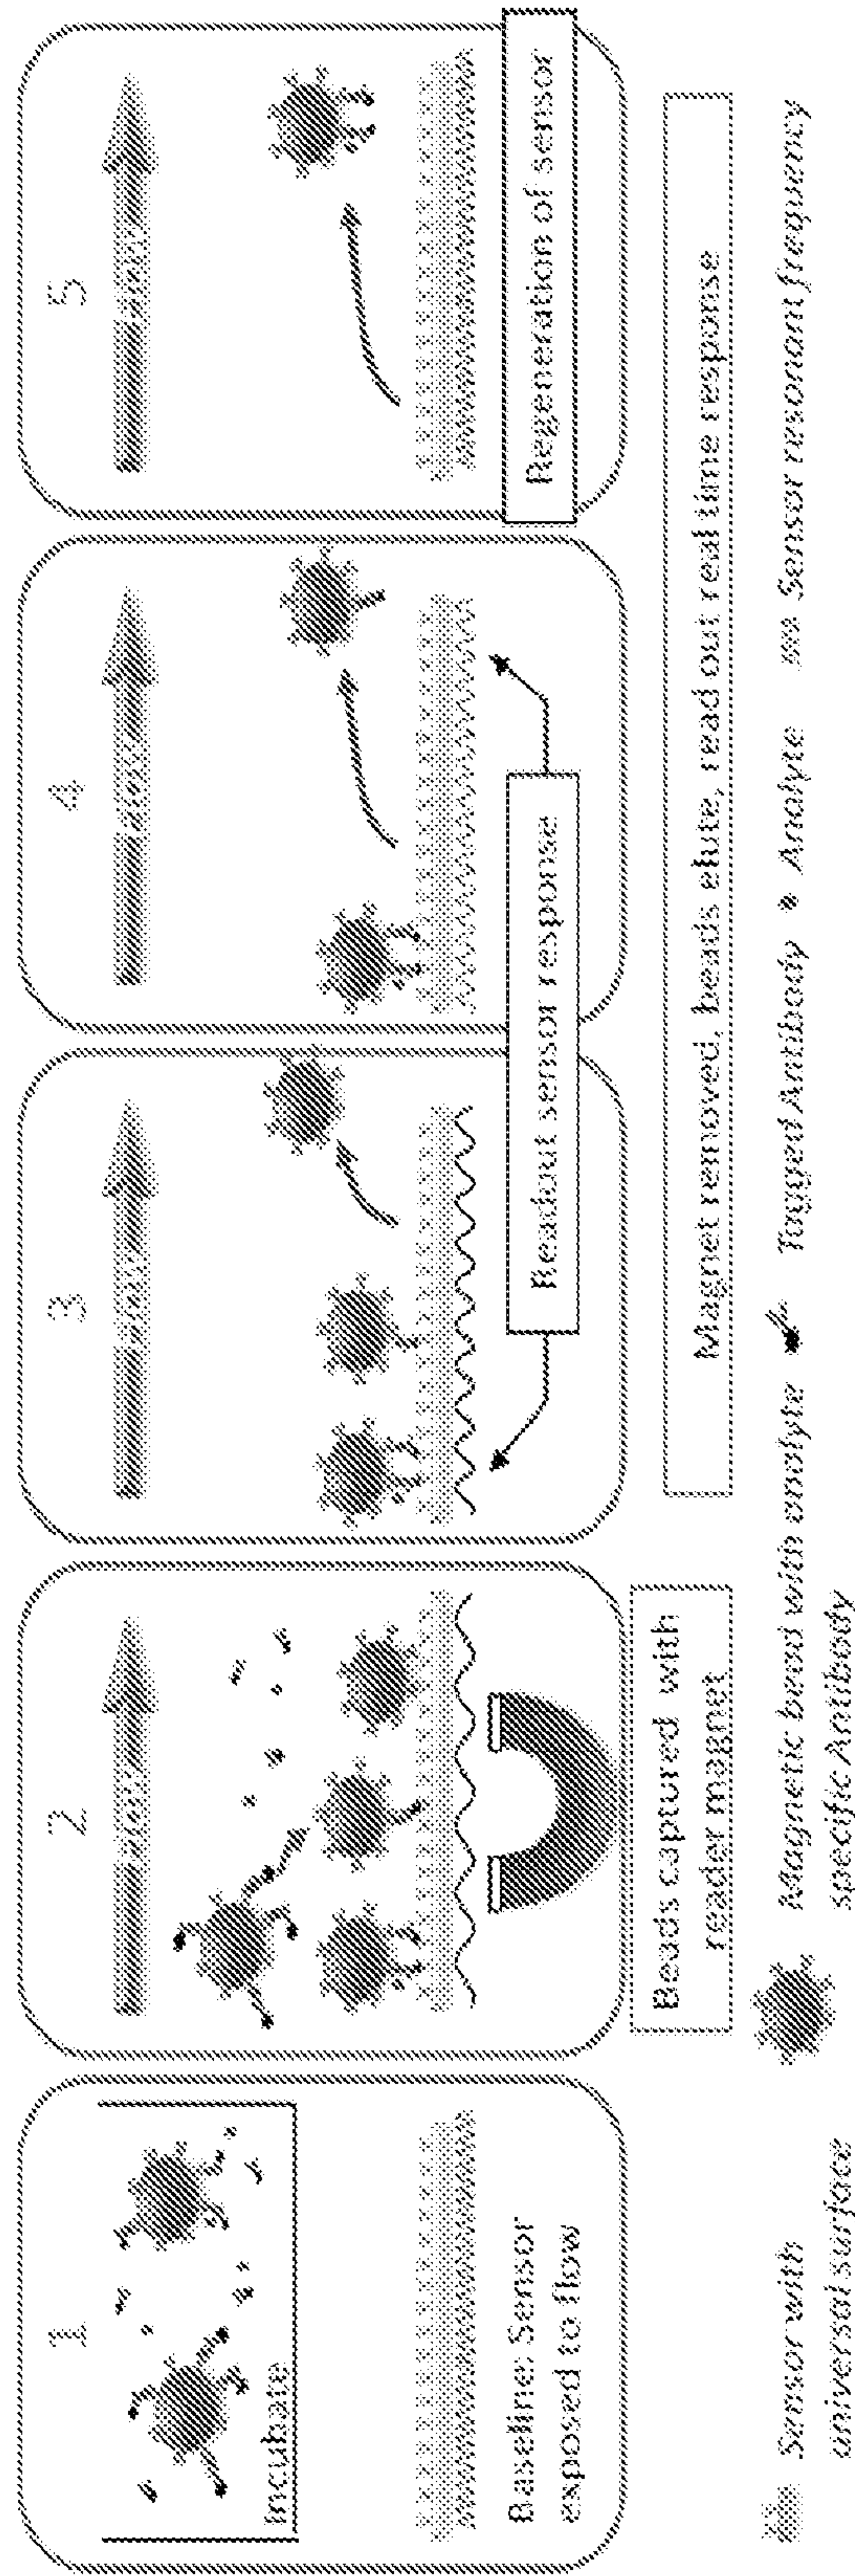 1
Incubate
Baseline: Sensor
exposed to flow
2
Beads captured with
reader magnet
3
4
Readout sensor response
5
Regeneration of sensor
Magnet removed, beads elute, read out real time response
Sensor with
universal surface
Magnetic bead with analyte
specific Antibody
Tagged Antibody
Analyte
Sensor resonant frequency